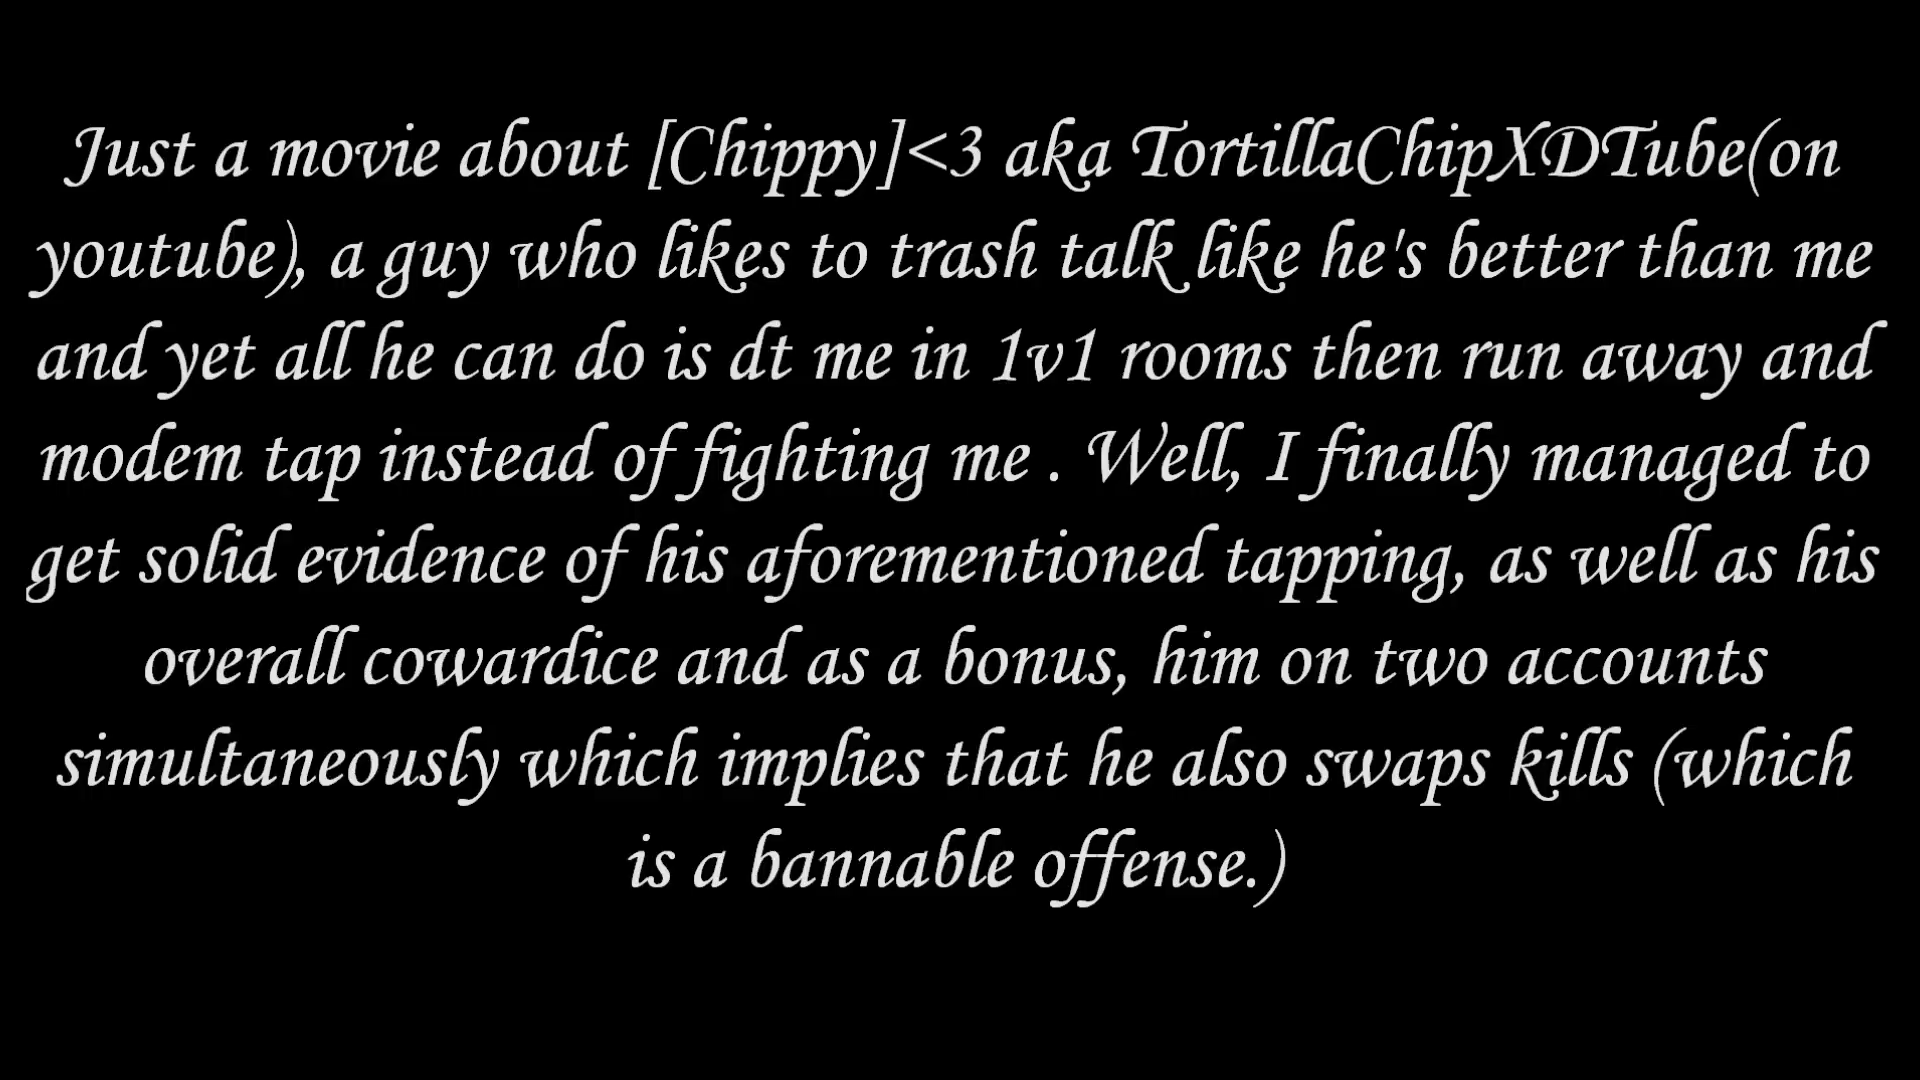 Just a movie about [Chippy]<3 aka TortillaChipXDTube(on
youtube), a guy who likes to trash talk like he's better than me
and yet all he can do is dt me in 1v1 rooms then run away and
modem tap instead of fighting me . Well, I finally managed to
get solid evidence of his aforementioned tapping, as well as his
overall cowardice and as a bonus, him on two accounts
simultaneously which implies that he also swaps kills (which
is a bannable offense.)